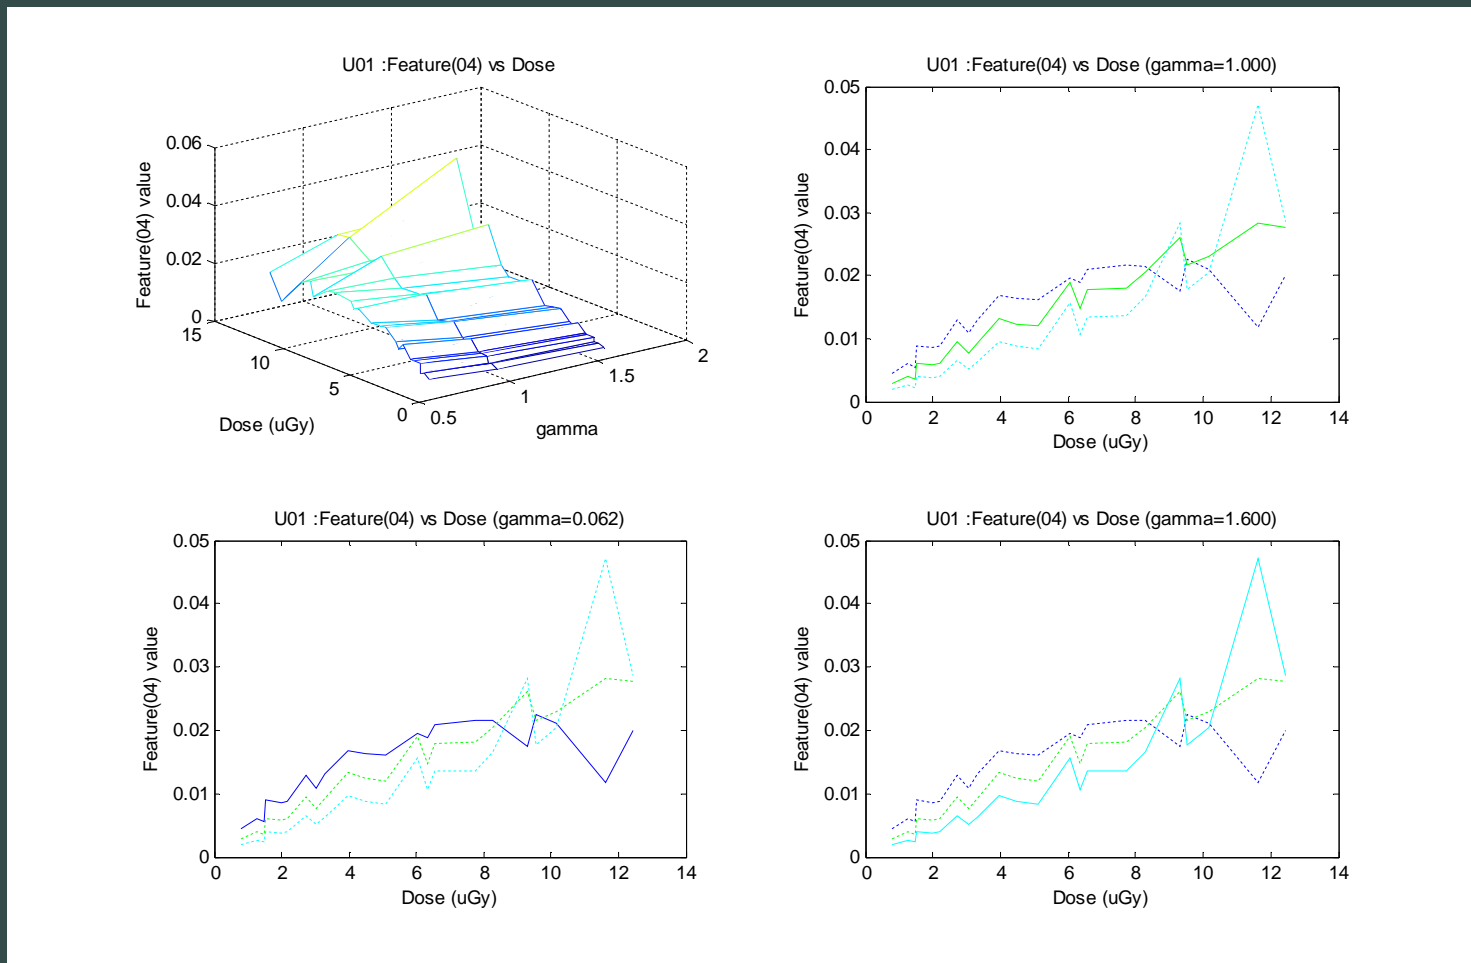 U01 :Feature(04) vs Dose
0.06
0.04
0.02
0
Feature(04) value
15
10
5
0
Dose (uGy)
0.5
1
1.5
2
gamma
U01 :Feature(04) vs Dose (gamma=1.000)
0.05
0.04
0.03
0.02
0.01
0
Feature(04) value
0 2 4 6 8 10 12 14
Dose (uGy)
U01 :Feature(04) vs Dose (gamma=0.062)
0.05
0.04
0.03
0.02
0.01
0
Feature(04) value
0 2 4 6 8 10 12 14
Dose (uGy)
U01 :Feature(04) vs Dose (gamma=1.600)
0.05
0.04
0.03
0.02
0.01
0
Feature(04) value
0 2 4 6 8 10 12 14
Dose (uGy)